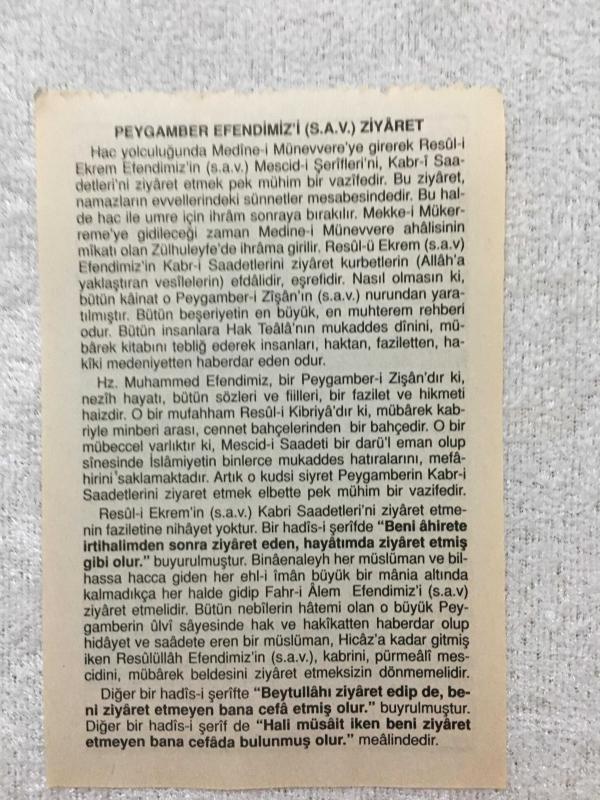 PEYGAMBER EFENDİMİZ'İ (S.A.V.) ZİYÂRET
Hac yolculuğunda Medîne-i Münevvere'ye girerek Resûl-i
Ekrem Efendimiz'in (s.a.v.) Mescid-i Şerîfleri'ni, Kabr-î Saa-
detleri'ni ziyâret etmek pek mühim bir vazîfedir. Bu ziyâret,
namazların evvellerindeki sünnetler mesabesindedir. Bu hal-
de hac ile umre için ihrâm sonraya bırakılır. Mekke-i Müker-
reme'ye gidileceği zaman Medine-i Münevvere ahâlisinin
mîkatı olan Zülhuleyfe'de ihrâma girilir. Resûl-ü Ekrem (s.a.v)
Efendimiz'in Kabr-i Saadetlerini ziyâret kurbetlerin (Allâh'a
yaklaştıran vesîlelerin) efdâlidir, eşrefidir. Nasıl olmasın ki,
bütün kâinat o Peygamber-i Zîşân'ın (s.a.v.) nurundan yara-
tılmıştır. Bütün beşeriyetin en büyük, en muhterem rehberi
odur. Bütün insanlara Hak Teâlâ'nın mukaddes dînini, mü-
bârek kitabını tebliğ ederek insanları, haktan, faziletten, ha-
kîki medeniyetten haberdar eden odur.
Hz. Muhammed Efendimiz, bir Peygamber-i Zişân'dır ki,
nezîh hayatı, bütün sözleri ve fiilleri, bir fazilet ve hikmeti
haizdir. O bir mufahham Resûl-i Kibriyâ'dır ki, mübârek kab-
riyle minberi arası, cennet bahçelerinden bir bahçedir. O bir
mübeccel varlıktır ki, Mescid-i Saadeti bir darü'l eman olup
sînesinde İslâmiyetin binlerce mukaddes hatıralarını, mefâ-
hirini saklamaktadır. Artık o kudsi siyret Peygamberin Kabr-i
Saadetlerini ziyaret etmek elbette pek mühim bir vazifedir.
Resûl-i Ekrem'in (s.a.v.) Kabri Saadetleri'ni ziyâret etme-
nin faziletine nihâyet yoktur. Bir hadîs-i şerîfde “Beni âhirete
irtihalimden sonra ziyâret eden, hayâtımda ziyâret etmiş
gibi olur.” buyurulmuştur. Binâenaleyh her müslüman ve bil-
hassa hacca giden her ehl-i îmân büyük bir mânia altında
kalmadıkça her halde gidip Fahr-i Âlem Efendimiz'i (s.a.v)
ziyâret etmelidir. Bütün nebîlerin hâtemi olan o büyük Pey-
gamberin ûlvî sâyesinde hak ve hakîkatten haberdar olup
hidâyet ve saâdete eren bir müslüman, Hicâz'a kadar gitmiş
iken Resûlüllâh Efendimiz'in (s.a.v.), kabrini, pürmeâlî mes-
cidini, mübârek beldesini ziyâret etmeksizin dönmemelidir.
Diğer bir hadîs-i şerîfte “Beytullâhı ziyâret edip de, be-
ni ziyâret etmeyen bana cefâ etmiş olur.” buyrulmuştur.
Diğer bir hadîs-i şerîf de “Hali müsâit iken beni ziyâret
etmeyen bana cefâda bulunmuş olur.” meâlindedir.